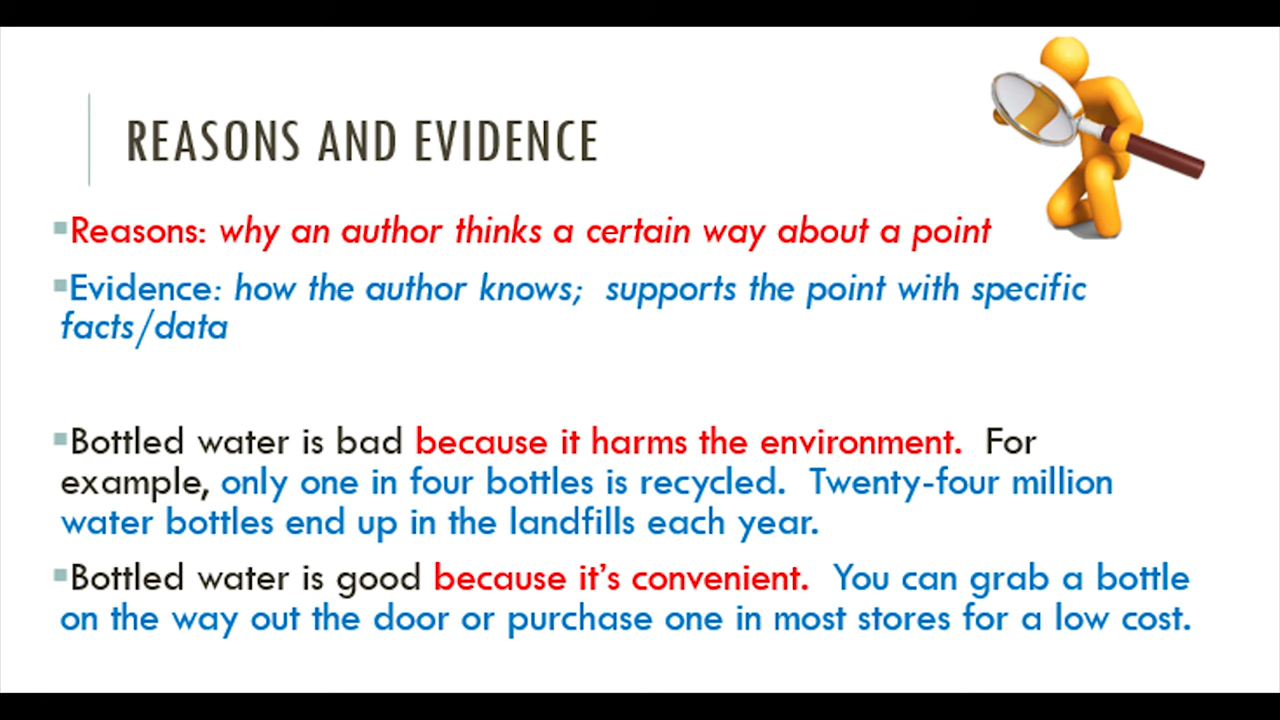 REASONS AND EVIDENCE
▪Reasons: why an author thinks a certain way about a point
▪Evidence: how the author knows;  supports the point with specific
facts/data
▪Bottled water is bad because it harms the environment.  For
example, only one in four bottles is recycled.  Twenty-four million
water bottles end up in the landfills each year.
▪Bottled water is good because it’s convenient.  You can grab a bottle
on the way out the door or purchase one in most stores for a low cost.